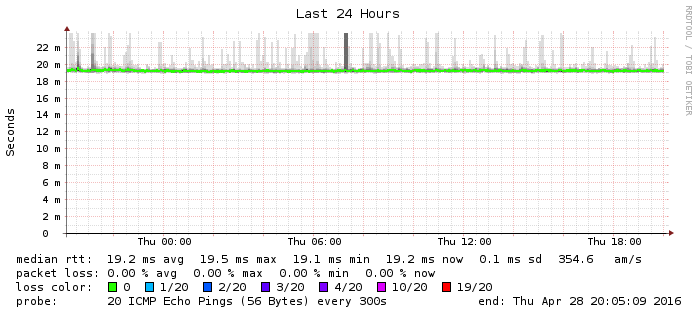 Last 24 Hours
RRDTOOL / TOBI OETIKER
Seconds
22 m
20 m
18 m
16 m
14 m
12 m
10 m
8 m
6 m
4 m
2 m
0
Thu 00:00 Thu 06:00 Thu 12:00 Thu 18:00
median rtt: 19.2 ms avg 19.5 ms max 19.1 ms min 19.2 ms now 0.1 ms sd 354.6 am/s
packet loss: 0.00 % avg 0.00 % max 0.00 % min 0.00 % now
loss color: 0 1/20 2/20 3/20 4/20 10/20 19/20
probe: 20 ICMP Echo Pings (56 Bytes) every 300s end: Thu Apr 28 20:05:09 2016